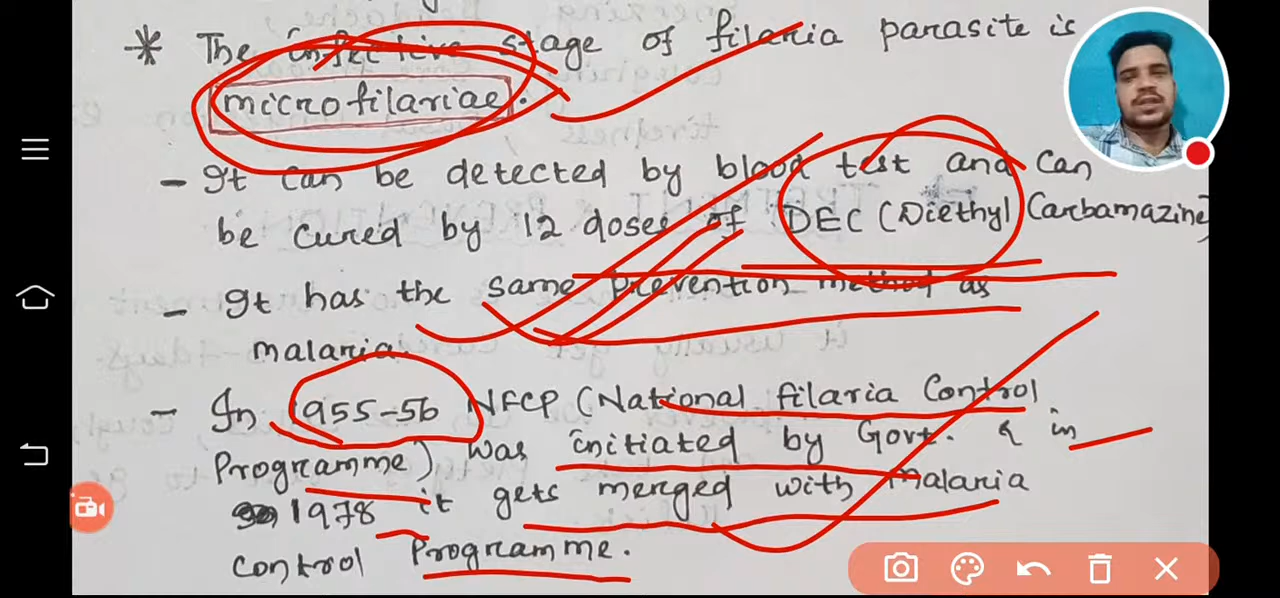 * The infective stage of filaria parasite is
microfilariae.
- It can be detected by blood test and can
be cured by 12 doses of DEC (Diethyl Carbamazine)
- It has the same prevention method as
malaria.
- In 1955-56 NFCP (National filaria Control
Programme) was initiated by Govt. & in
1978 it gets merged with Malaria
control Programme.